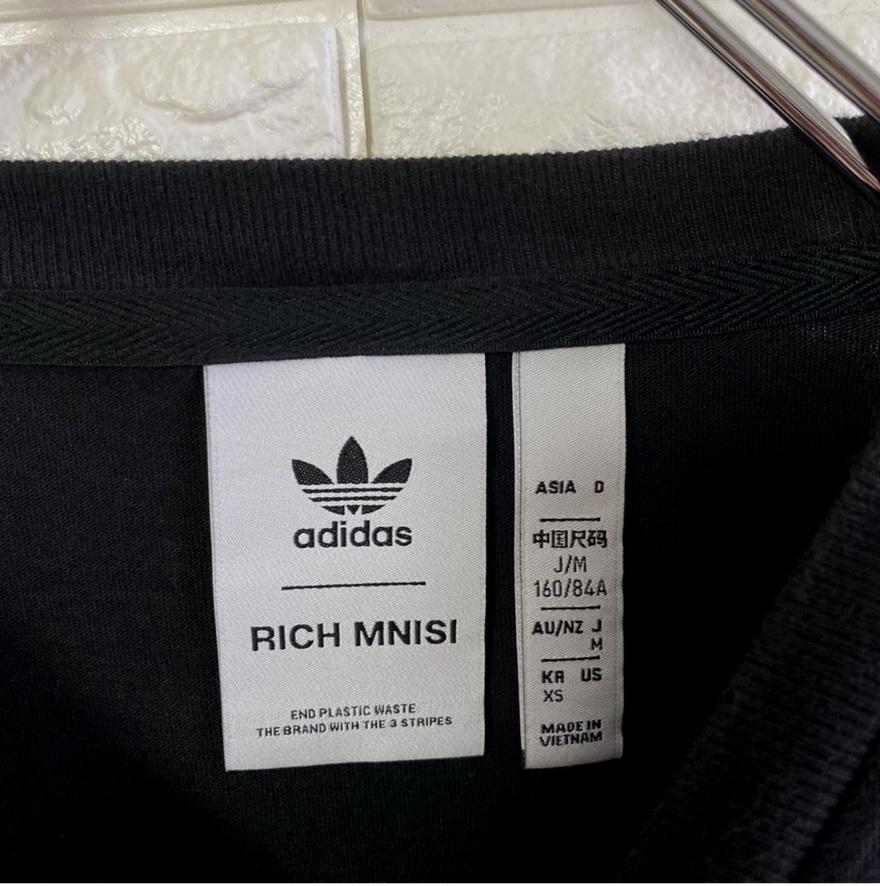 adidas
RICH MNISI
END PLASTIC WASTE
THE BRAND WITH THE 3 STRIPES
ASIA D
中国尺码
J/M
160/84A
AU/NZ J
M
KR US
XS
MADE IN
VIETNAM